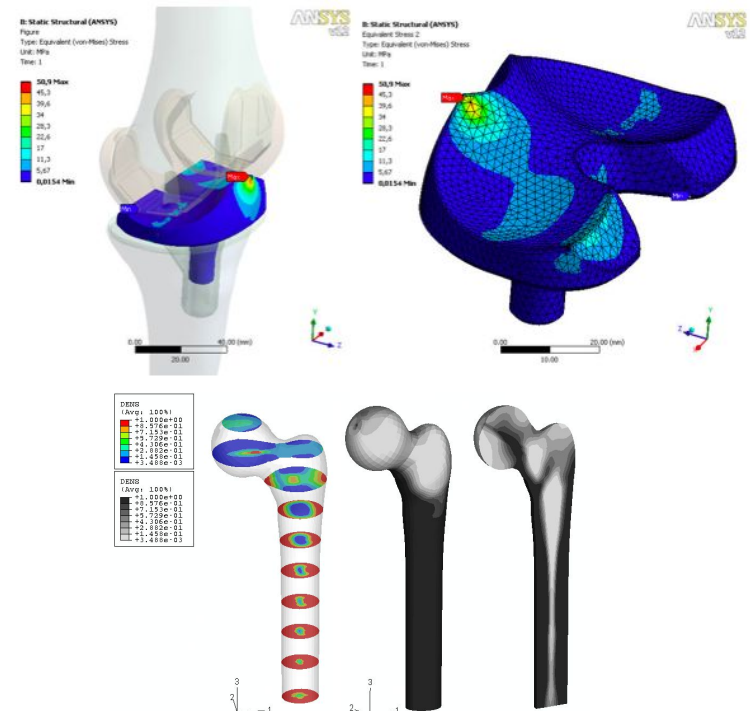 B: Static Structural (ANSYS)
Figure
Type: Equivalent (von-Mises) Stress
Unit: MPa
Time: 1
ANSYS
v12
50,9 Max
45,3
39,6
34
28,3
22,6
17
11,3
5,67
0,0154 Min
Max
Min
0.00
40.00 (mm)
20.00
Y
Z
B: Static Structural (ANSYS)
Equivalent Stress 2
Type: Equivalent (von-Mises) Stress
Unit: MPa
Time: 1
ANSYS
v12
50,9 Max
45,3
39,6
34
28,3
22,6
17
11,3
5,67
0,0154 Min
Max
Min
0.00
20.00 (mm)
10.00
Y
Z
DENS
(Avg: 100%)
+1.000e+00
+8.576e-01
+7.153e-01
+5.729e-01
+4.306e-01
+2.882e-01
+1.458e-01
+3.488e-03
DENS
(Avg: 100%)
+1.000e+00
+8.576e-01
+7.153e-01
+5.729e-01
+4.306e-01
+2.882e-01
+1.458e-01
+3.488e-03
3
2
1
3
2
1